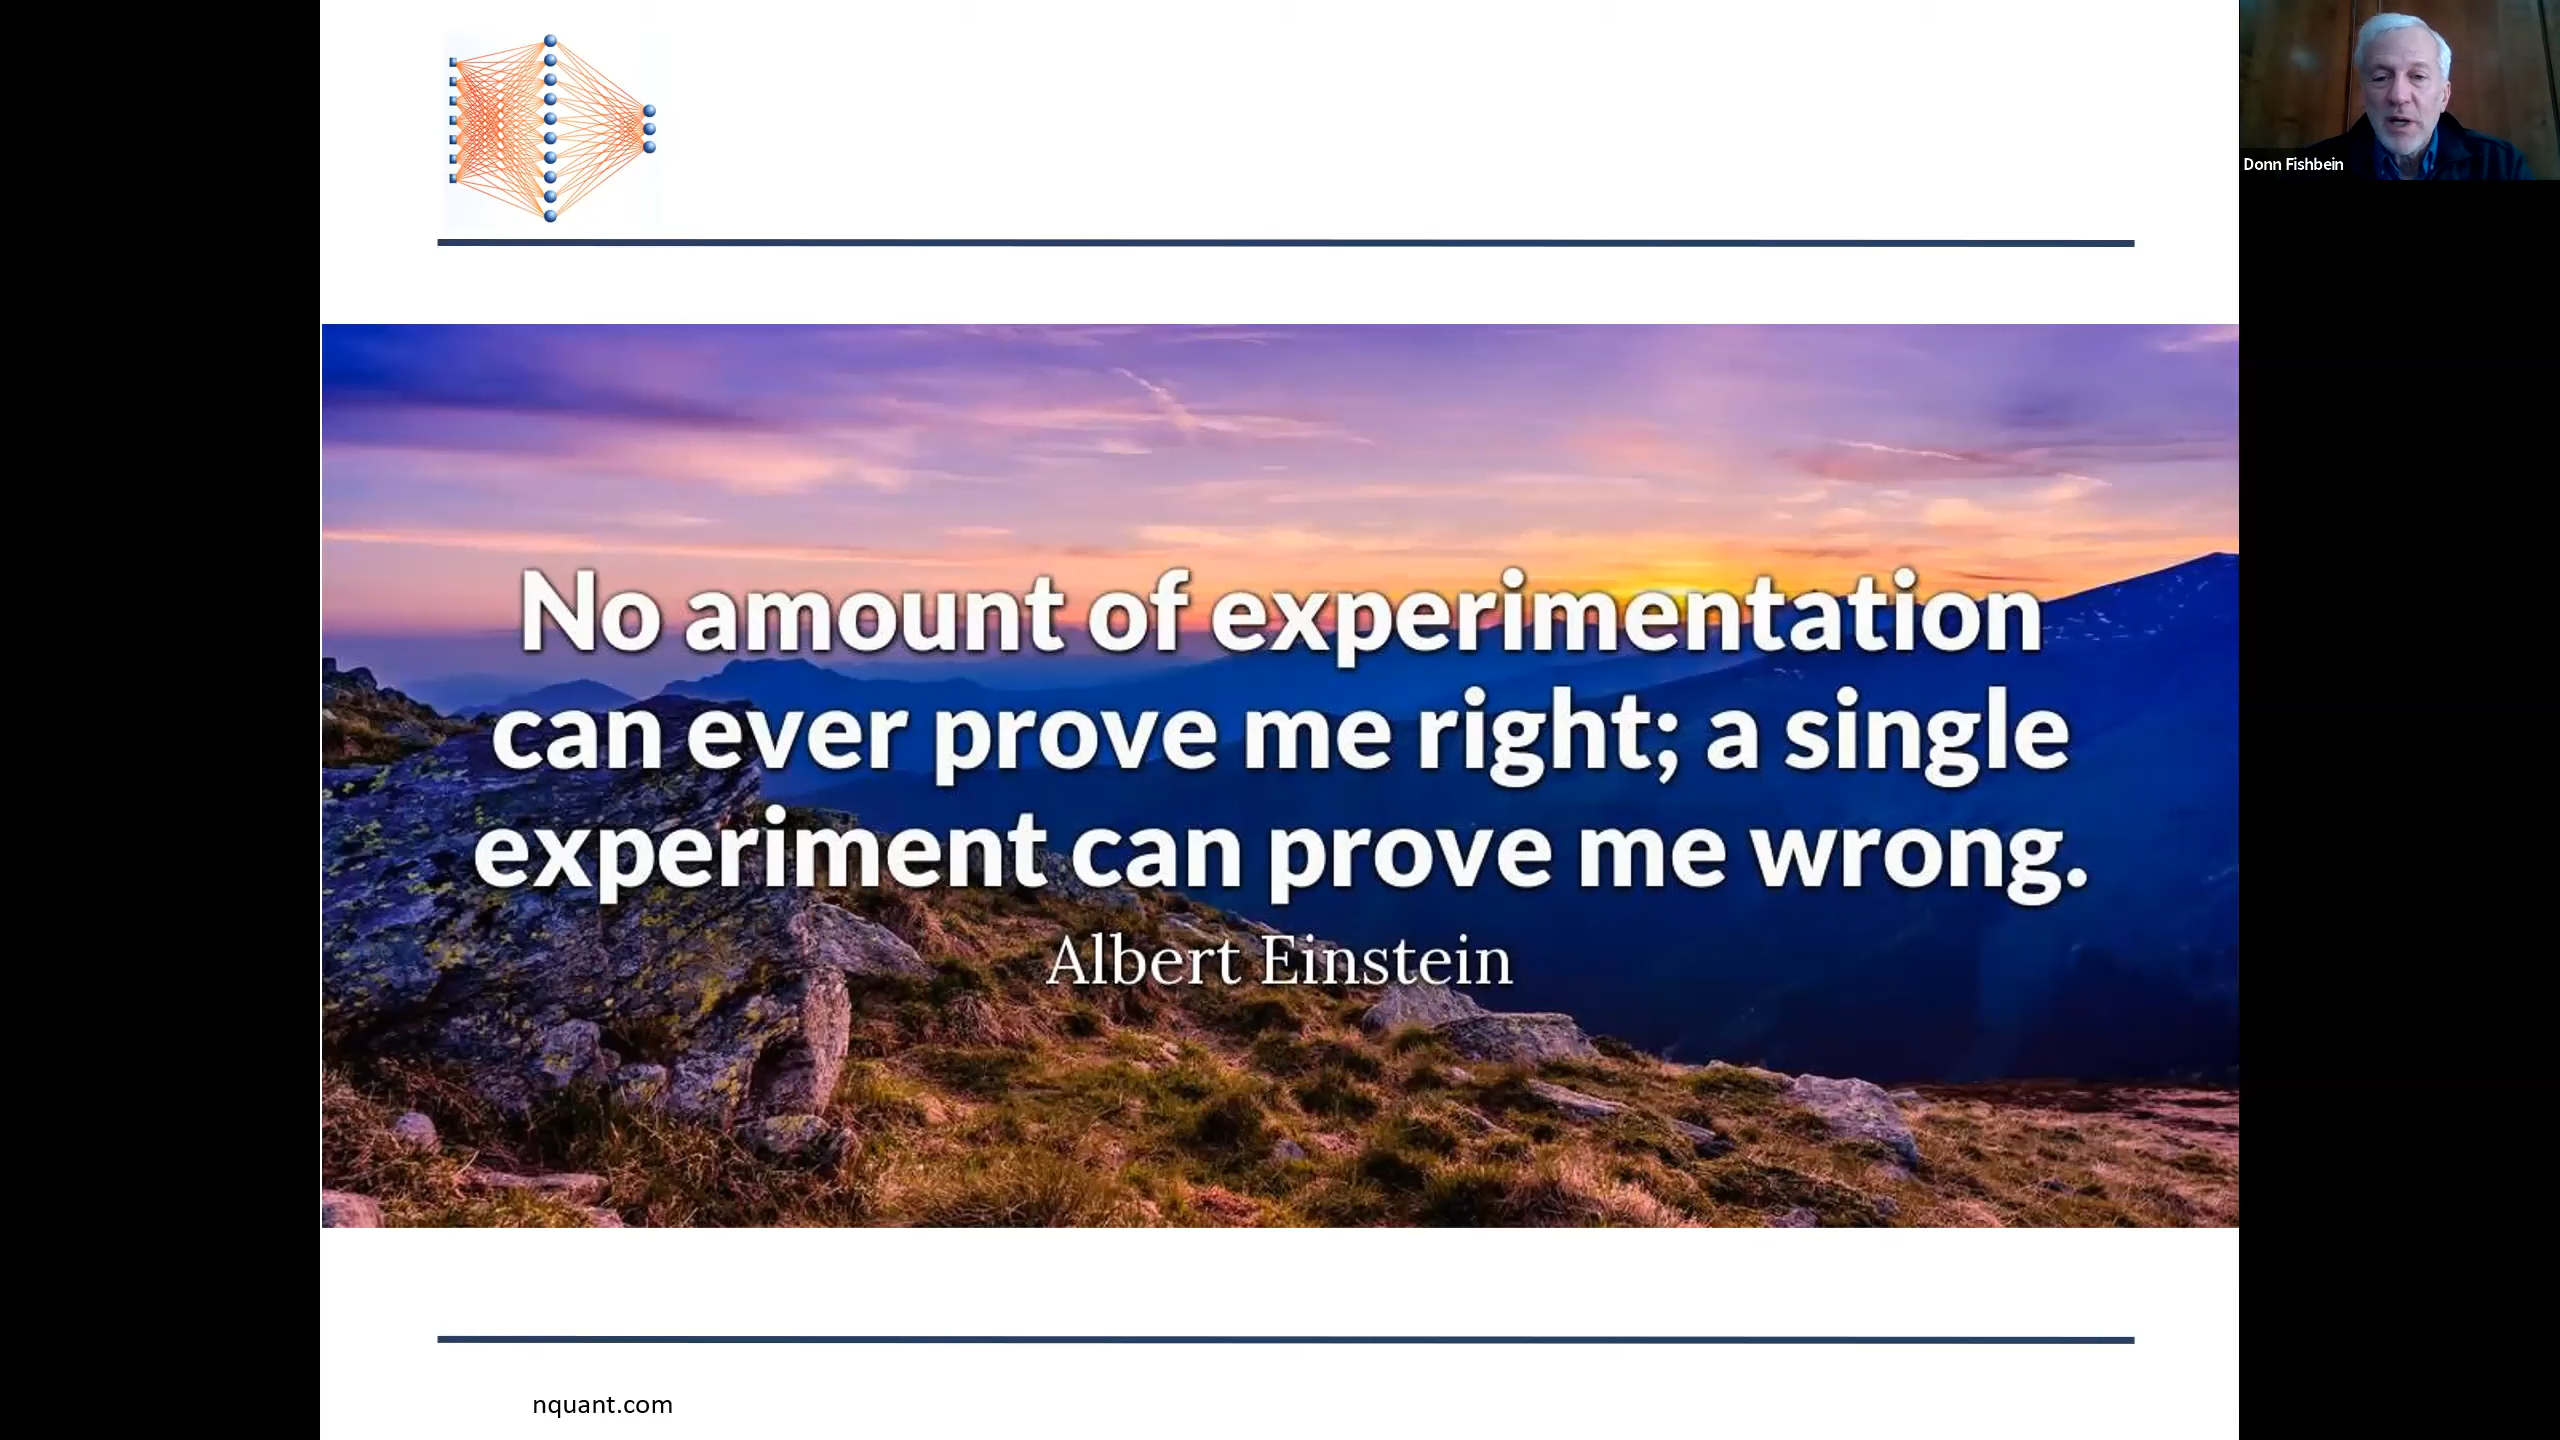 Donn Fishbein
No amount of experimentation
can ever prove me right; a single
experiment can prove me wrong.
Albert Einstein
nquant.com